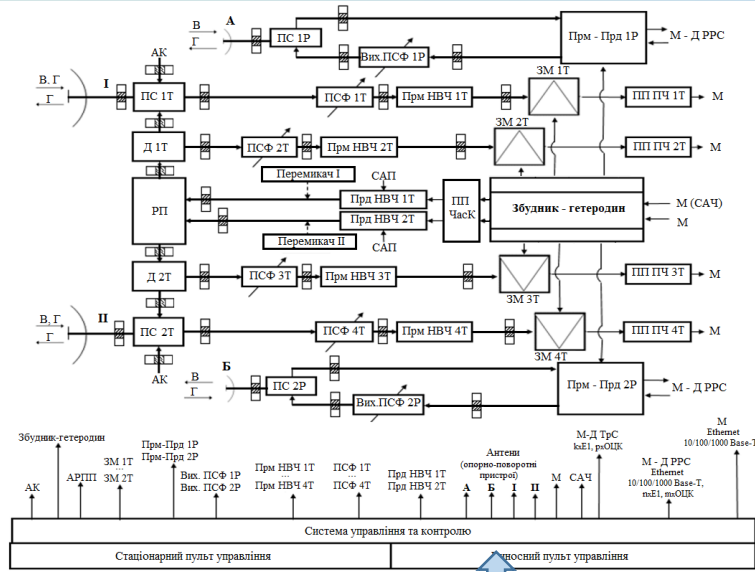 В
Г
А
ПС 1Р
Вих.ПСФ 1Р
Прм - Прд 1Р
М - Д РРС
АК
В, Г
Г
І
ПС 1Т
ПСФ 1Т
Прм НВЧ 1Т
ЗМ 1Т
ПП ПЧ 1Т
М
Д 1Т
ПСФ 2Т
Прм НВЧ 2Т
ЗМ 2Т
ПП ПЧ 2Т
М
Перемикач І
САП
РП
Прд НВЧ 1Т
Прд НВЧ 2Т
ПП
ЧасК
Збудник - гетеродин
М (САЧ)
М
Перемикач ІІ
САП
Д 2Т
ПСФ 3Т
Прм НВЧ 3Т
ЗМ 3Т
ПП ПЧ 3Т
М
В, Г
Г
ІІ
ПС 2Т
ПСФ 4Т
Прм НВЧ 4Т
ЗМ 4Т
ПП ПЧ 4Т
М
АК
В
Г
Б
ПС 2Р
Вих.ПСФ 2Р
Прм - Прд 2Р
М - Д РРС
АК
Збудник-гетеродин
АРПП
ЗМ 1Т
...
ЗМ 2Т
Прм-Прд 1Р
Прм-Прд 2Р
Вих. ПСФ 1Р
Вих. ПСФ 2Р
Прм НВЧ 1Т
...
Прм НВЧ 4Т
ПСФ 1Т
...
ПСФ 4Т
Прд НВЧ 1Т
Прд НВЧ 2Т
Антени
(опорно-поворотні
пристрої)
А Б І ІІ
М
САЧ
М-Д ТрС
kxE1, pxОЦК
М - Д РРС
Ethernet
10/100/1000 Base-T,
nxE1, mxОЦК
М
Ethernet
10/100/1000 Base-T
Система управління та контролю
Стаціонарний пульт управління
управління